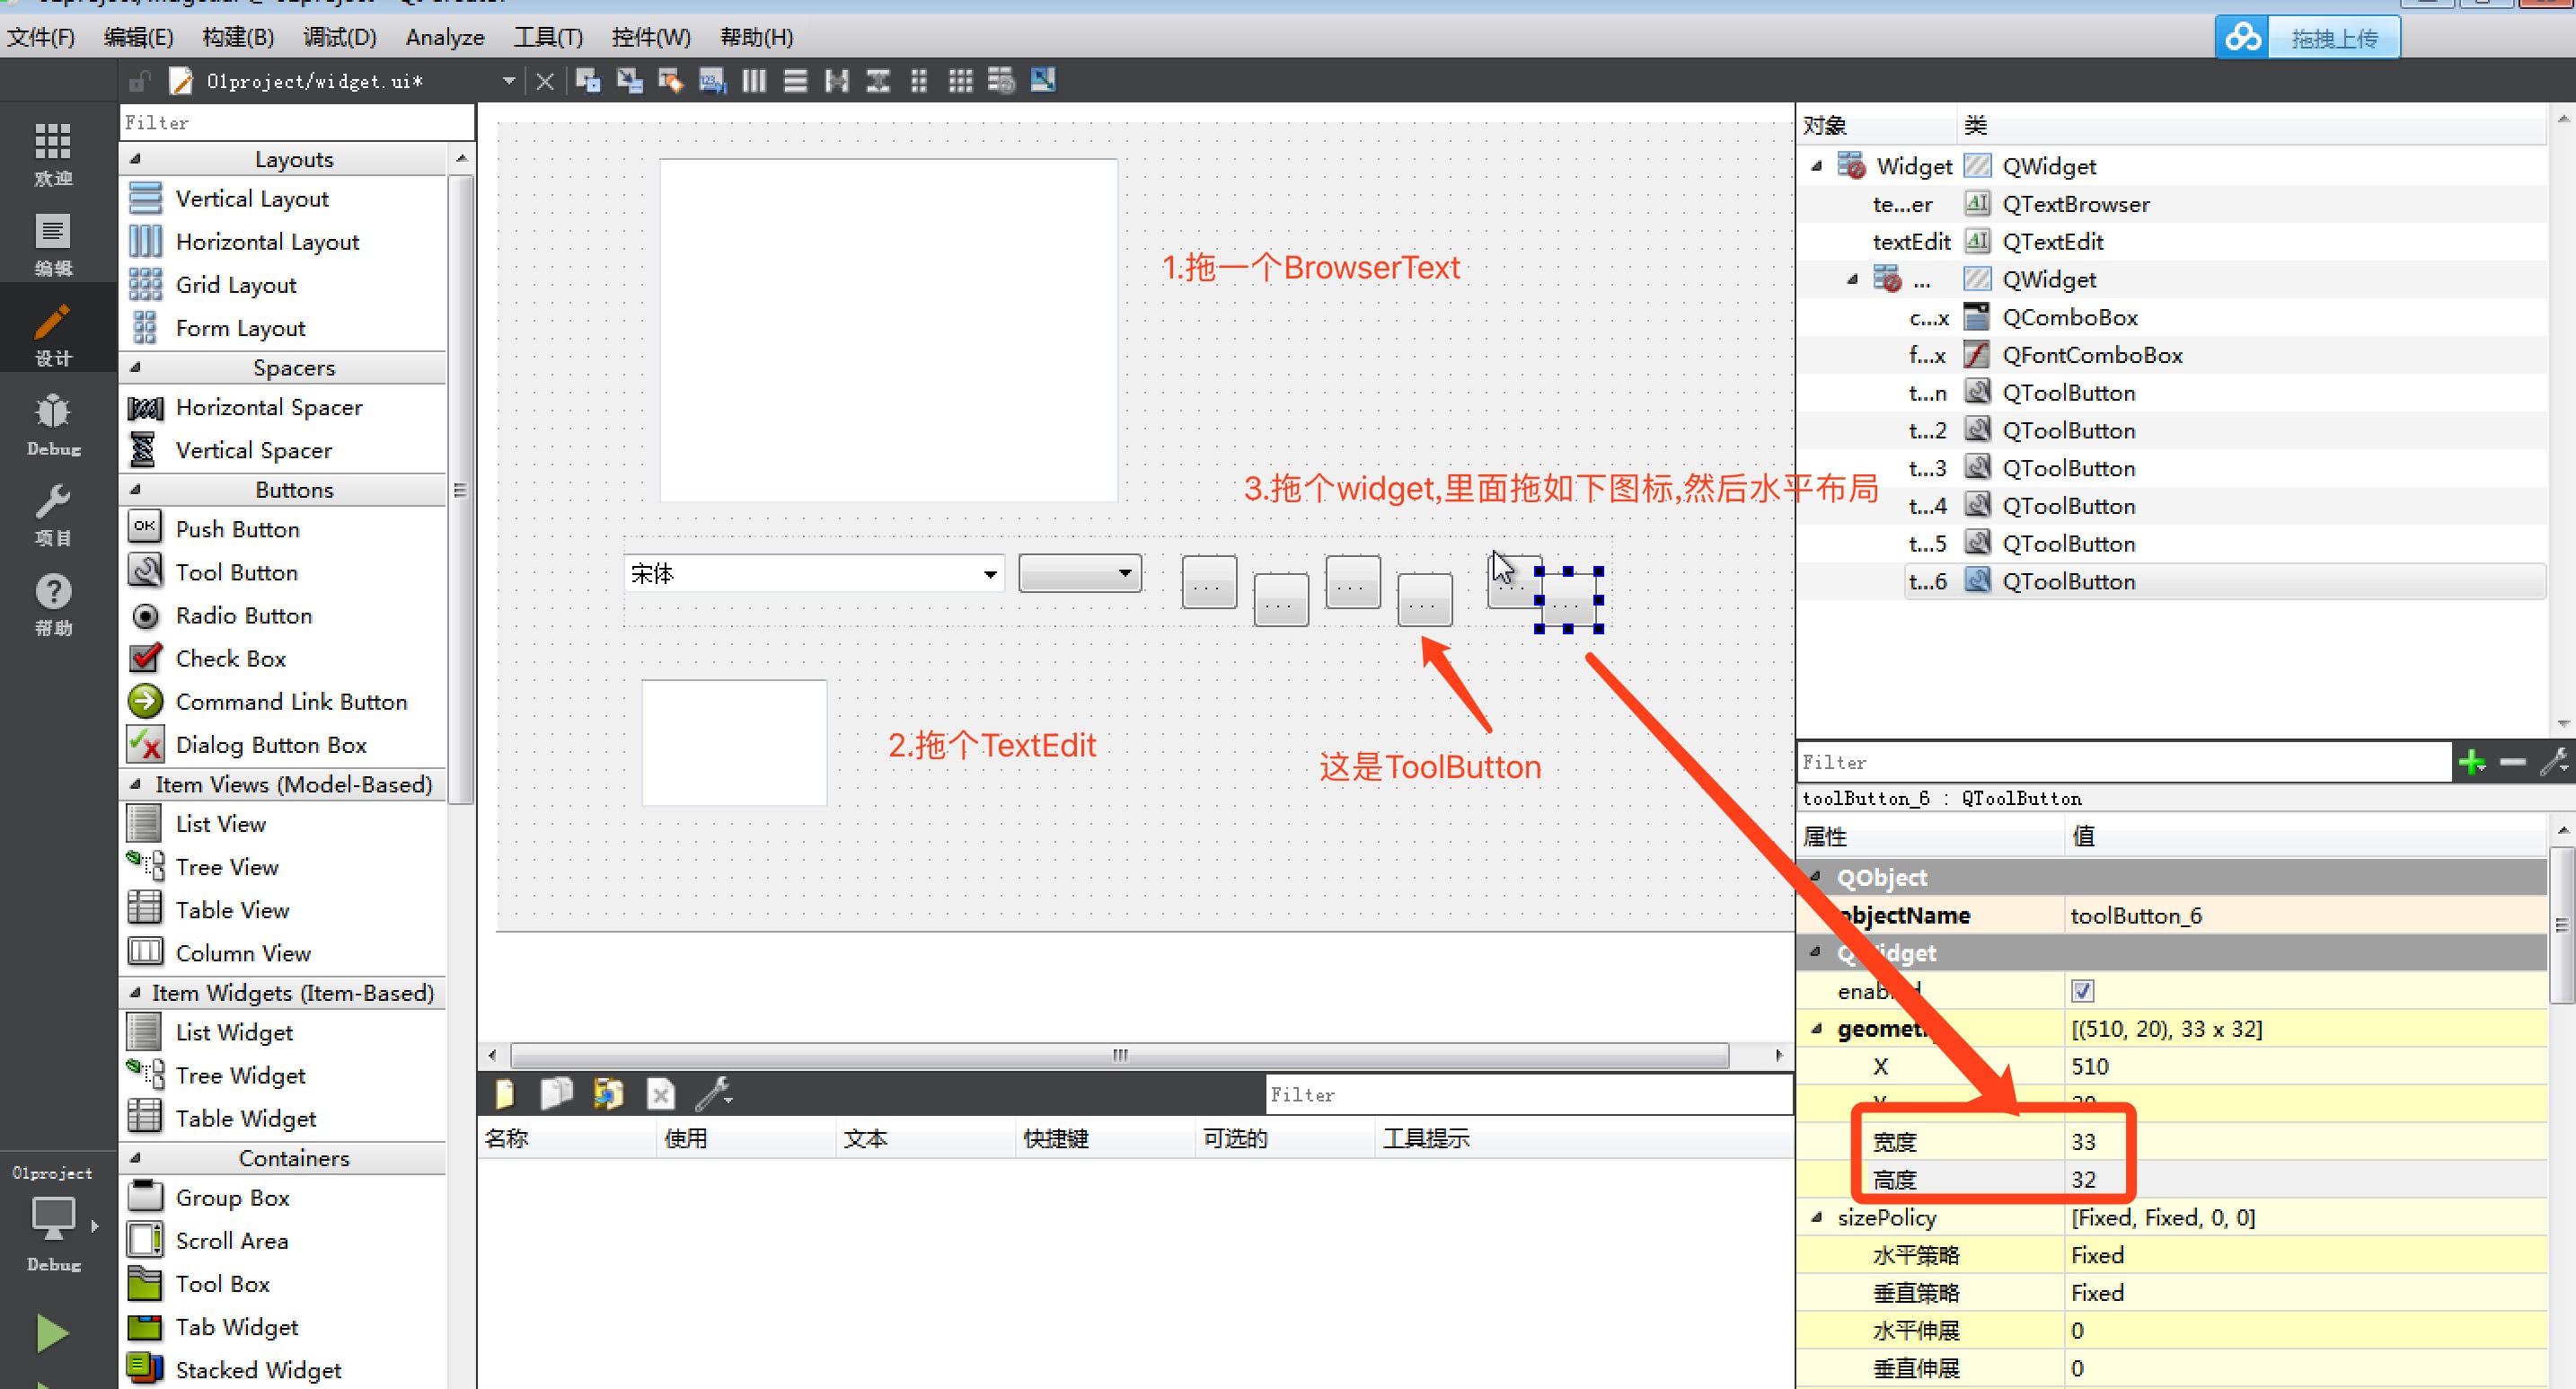 文件(F) 编辑(E) 构建(B) 调试(D) Analyze 工具(T) 控件(W) 帮助(H)
拖拽上传
01project/widget.ui*
Filter
欢迎
编辑
设计
Debug
项目
帮助
01project
Debug
Layouts
Vertical Layout
Horizontal Layout
Grid Layout
Form Layout
Spacers
Horizontal Spacer
Vertical Spacer
Buttons
OK Push Button
Tool Button
Radio Button
Check Box
Command Link Button
Dialog Button Box
Item Views (Model-Based)
List View
Tree View
Table View
Column View
Item Widgets (Item-Based)
List Widget
Tree Widget
Table Widget
Containers
Group Box
Scroll Area
Tool Box
Tab Widget
Stacked Widget
1.拖一个BrowserText
3.拖个widget,里面拖如下图标,然后水平布局
宋体
... ... ... ... ... ...
2.拖个TextEdit
这是ToolButton
Filter
名称 使用 文本 快捷键 可选的 工具提示
对象 类
Widget QWidget
te...er QTextBrowser
textEdit QTextEdit
... QWidget
c...x QComboBox
f...x QFontComboBox
t...n QToolButton
t...2 QToolButton
t...3 QToolButton
t...4 QToolButton
t...5 QToolButton
t...6 QToolButton
Filter
toolButton_6 : QToolButton
属性 值
QObject
objectName toolButton_6
QWidget
enabled
geometry [(510, 20), 33 x 32]
X 510
Y 20
宽度 33
高度 32
sizePolicy [Fixed, Fixed, 0, 0]
水平策略 Fixed
垂直策略 Fixed
水平伸展 0
垂直伸展 0